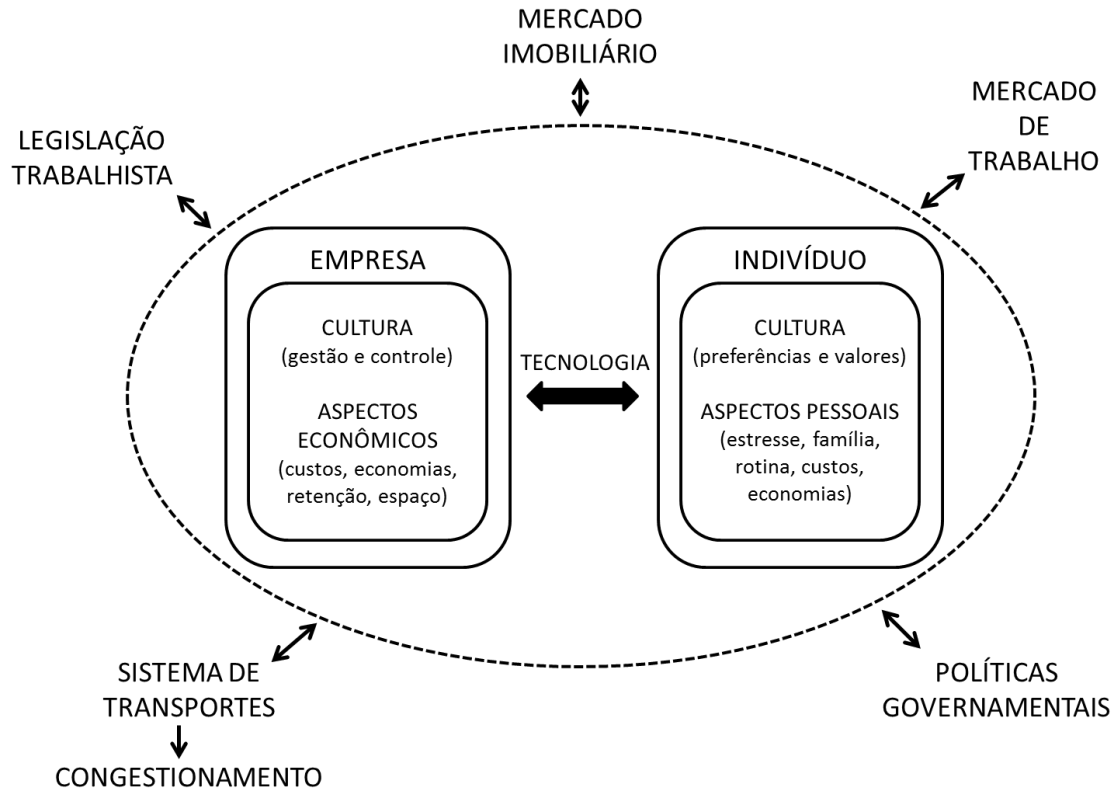 MERCADO
IMOBILIÁRIO
MERCADO
DE
TRABALHO
LEGISLAÇÃO
TRABALHISTA
EMPRESA
CULTURA
(gestão e controle)
ASPECTOS
ECONÔMICOS
(custos, economias,
retenção, espaço)
TECNOLOGIA
INDIVÍDUO
CULTURA
(preferências e valores)
ASPECTOS PESSOAIS
(estresse, família,
rotina, custos,
economias)
SISTEMA DE
TRANSPORTES
CONGESTIONAMENTO
POLÍTICAS
GOVERNAMENTAIS